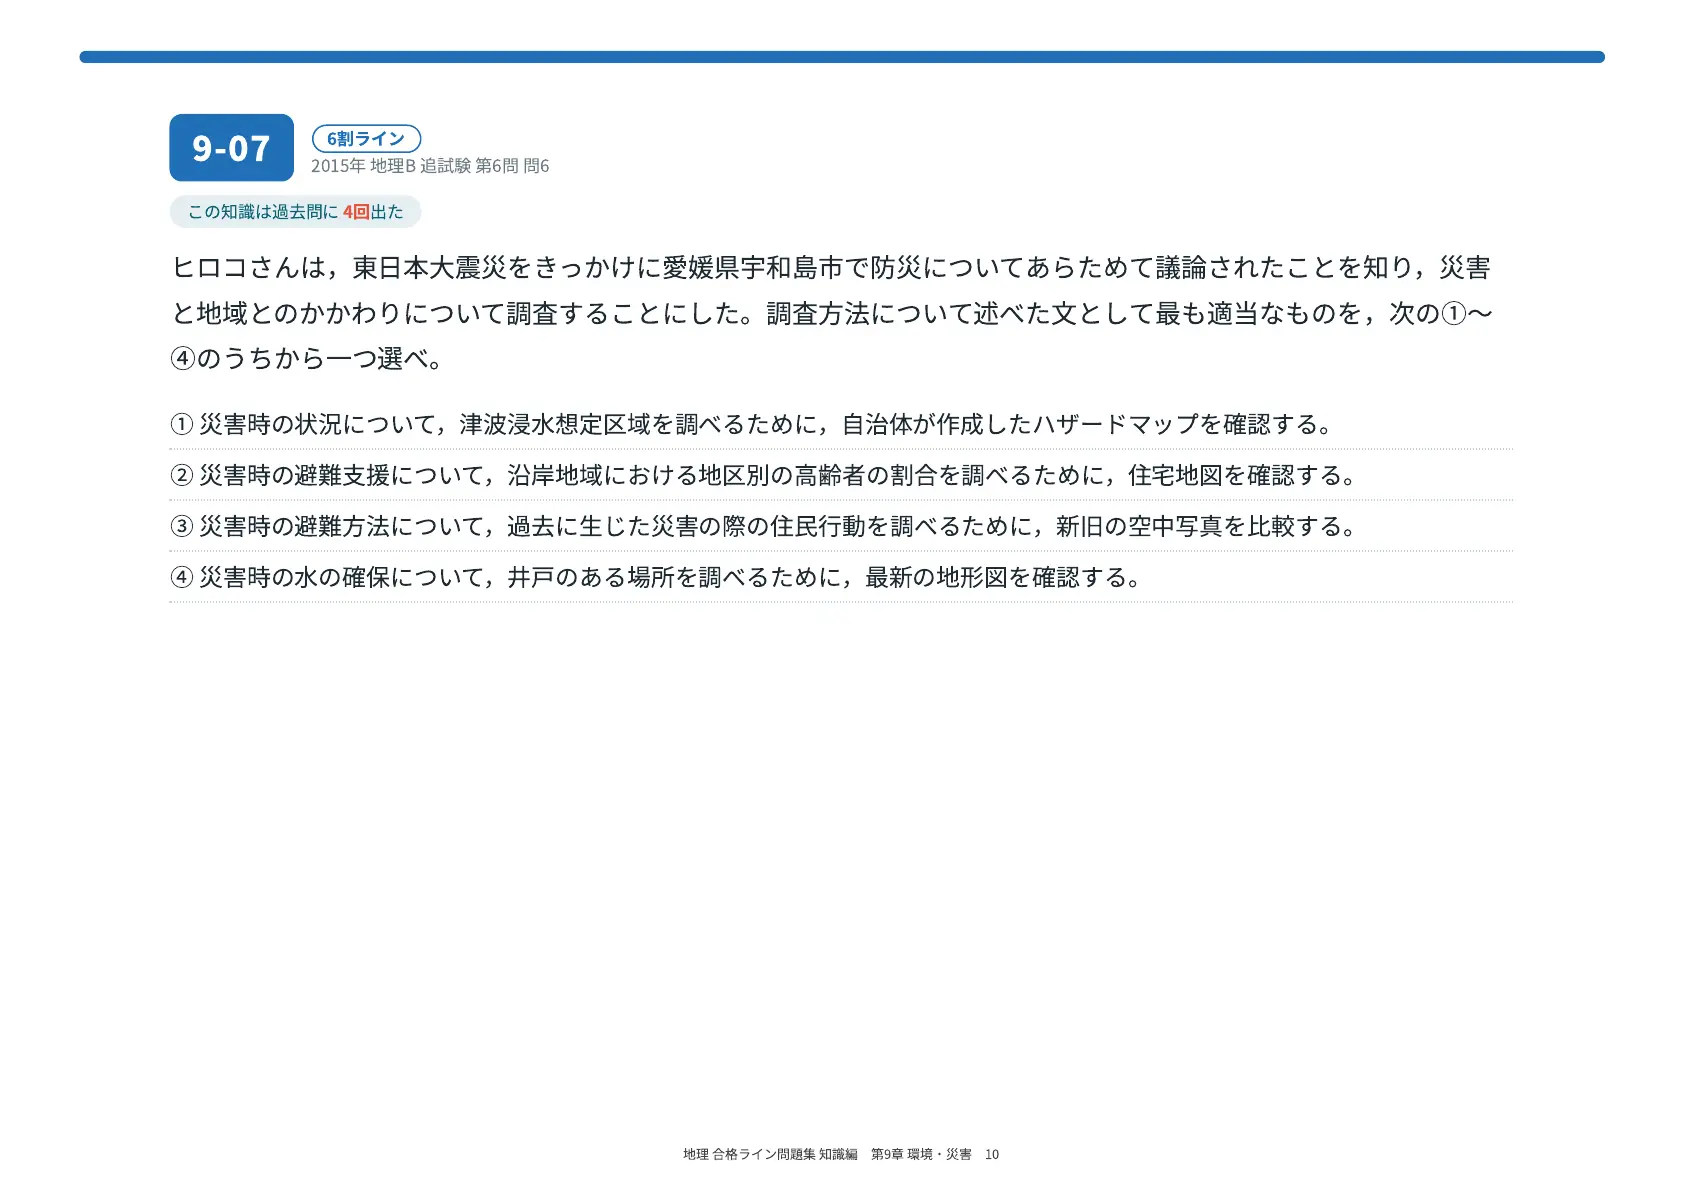 9-07
6割ライン
2015年 地理B 追試験 第6問 問6
この知識は過去問に 4回出た
ヒロコさんは，東日本大震災をきっかけに愛媛県宇和島市で防災についてあらためて議論されたことを知り，災害
と地域とのかかわりについて調査することにした。調査方法について述べた文として最も適当なものを，次の①～
④のうちから一つ選べ。
① 災害時の状況について，津波浸水想定区域を調べるために，自治体が作成したハザードマップを確認する。
② 災害時の避難支援について，沿岸地域における地区別の高齢者の割合を調べるために，住宅地図を確認する。
③ 災害時の避難方法について，過去に生じた災害の際の住民行動を調べるために，新旧の空中写真を比較する。
④ 災害時の水の確保について，井戸のある場所を調べるために，最新の地形図を確認する。
地理 合格ライン問題集 知識編　第9章 環境・災害　10